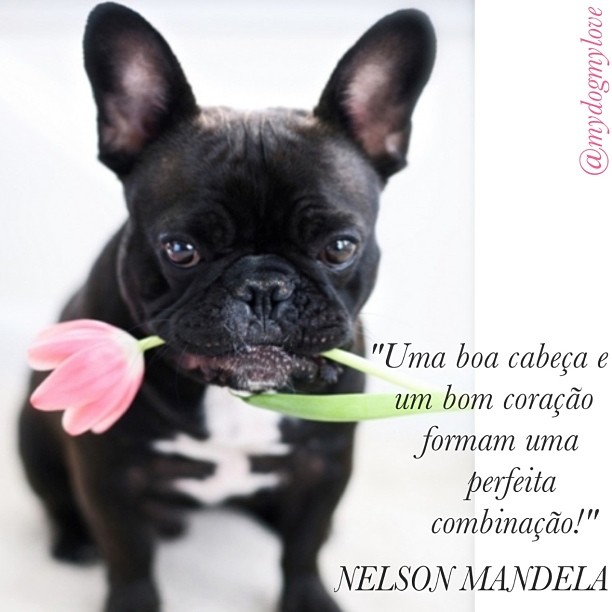 @mydogmylove
"Uma boa cabeça e
um bom coração
formam uma
perfeita
combinação!"
NELSON MANDELA